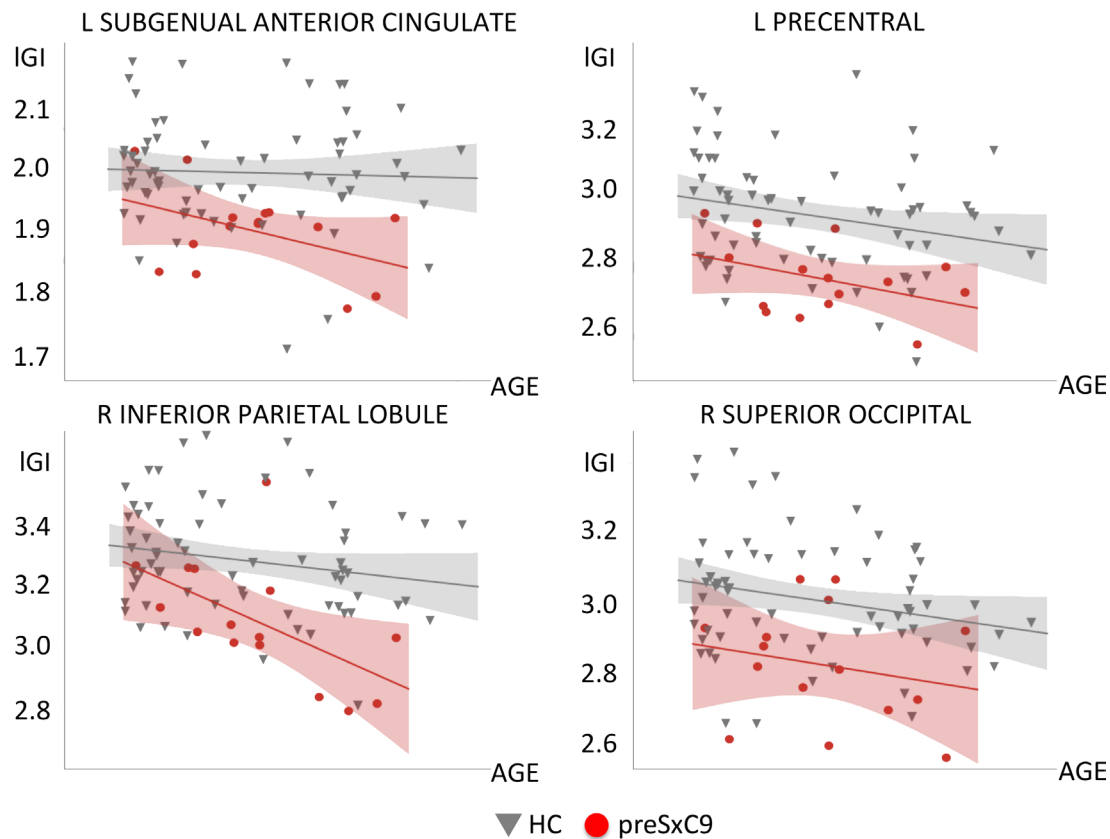 L SUBGENUAL ANTERIOR CINGULATE
lGI
2.1
2.0
1.9
1.8
1.7
AGE
L PRECENTRAL
lGI
3.2
3.0
2.8
2.6
AGE
R INFERIOR PARIETAL LOBULE
lGI
3.4
3.2
3.0
2.8
AGE
R SUPERIOR OCCIPITAL
lGI
3.2
3.0
2.8
2.6
AGE
HC preSxC9